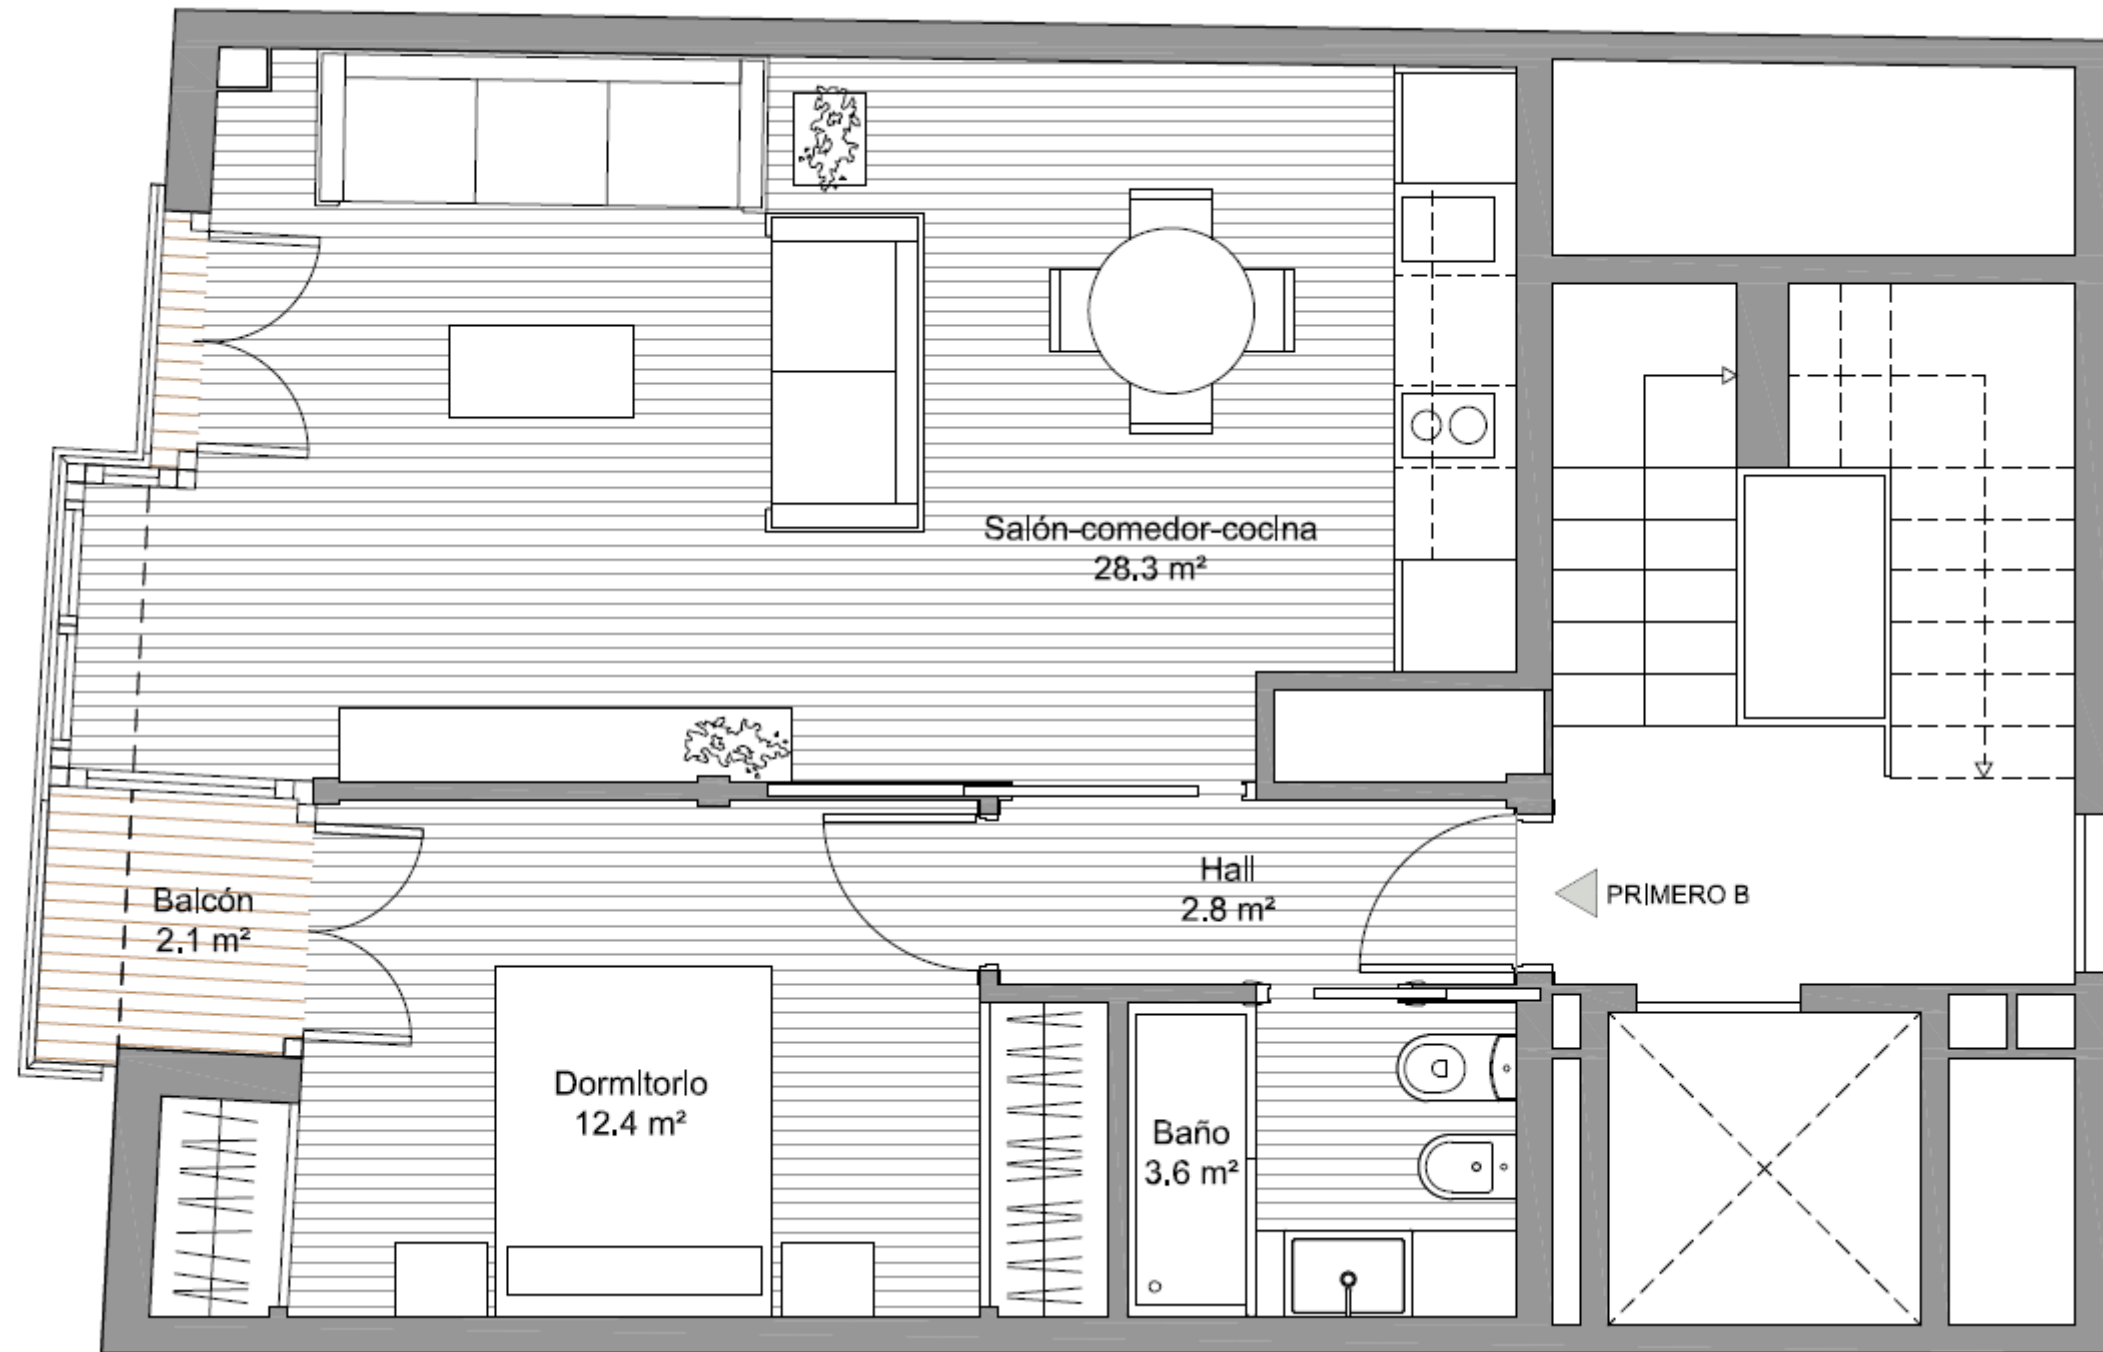 Salón-comedor-cocina
28.3 m²
Hall
2.8 m²
PRIMERO B
Balcón
2.1 m²
Dormitorio
12.4 m²
Baño
3.6 m²